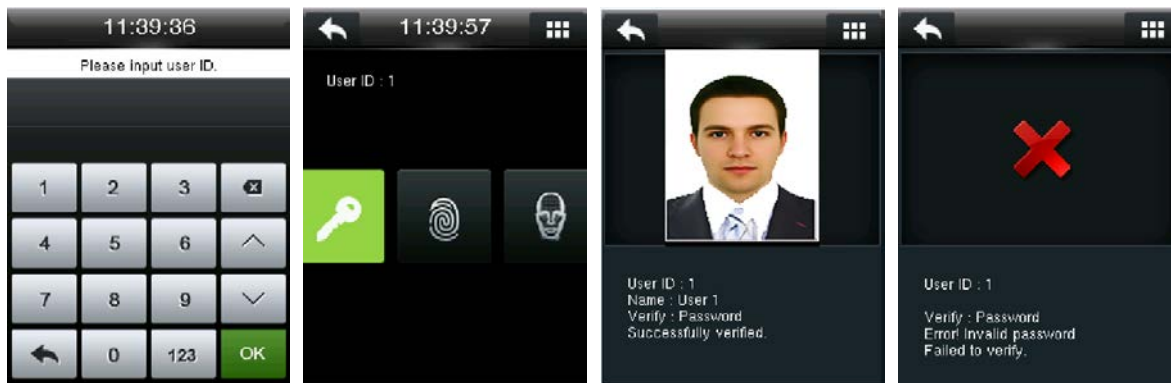 11:39:36
Please input user ID.
1 2 3
4 5 6
7 8 9
0 123 OK
11:39:57
User ID : 1
User ID : 1
Name : User 1
Verify : Password
Successfully verified.
User ID : 1
Verify : Password
Error! Invalid password
Failed to verify.